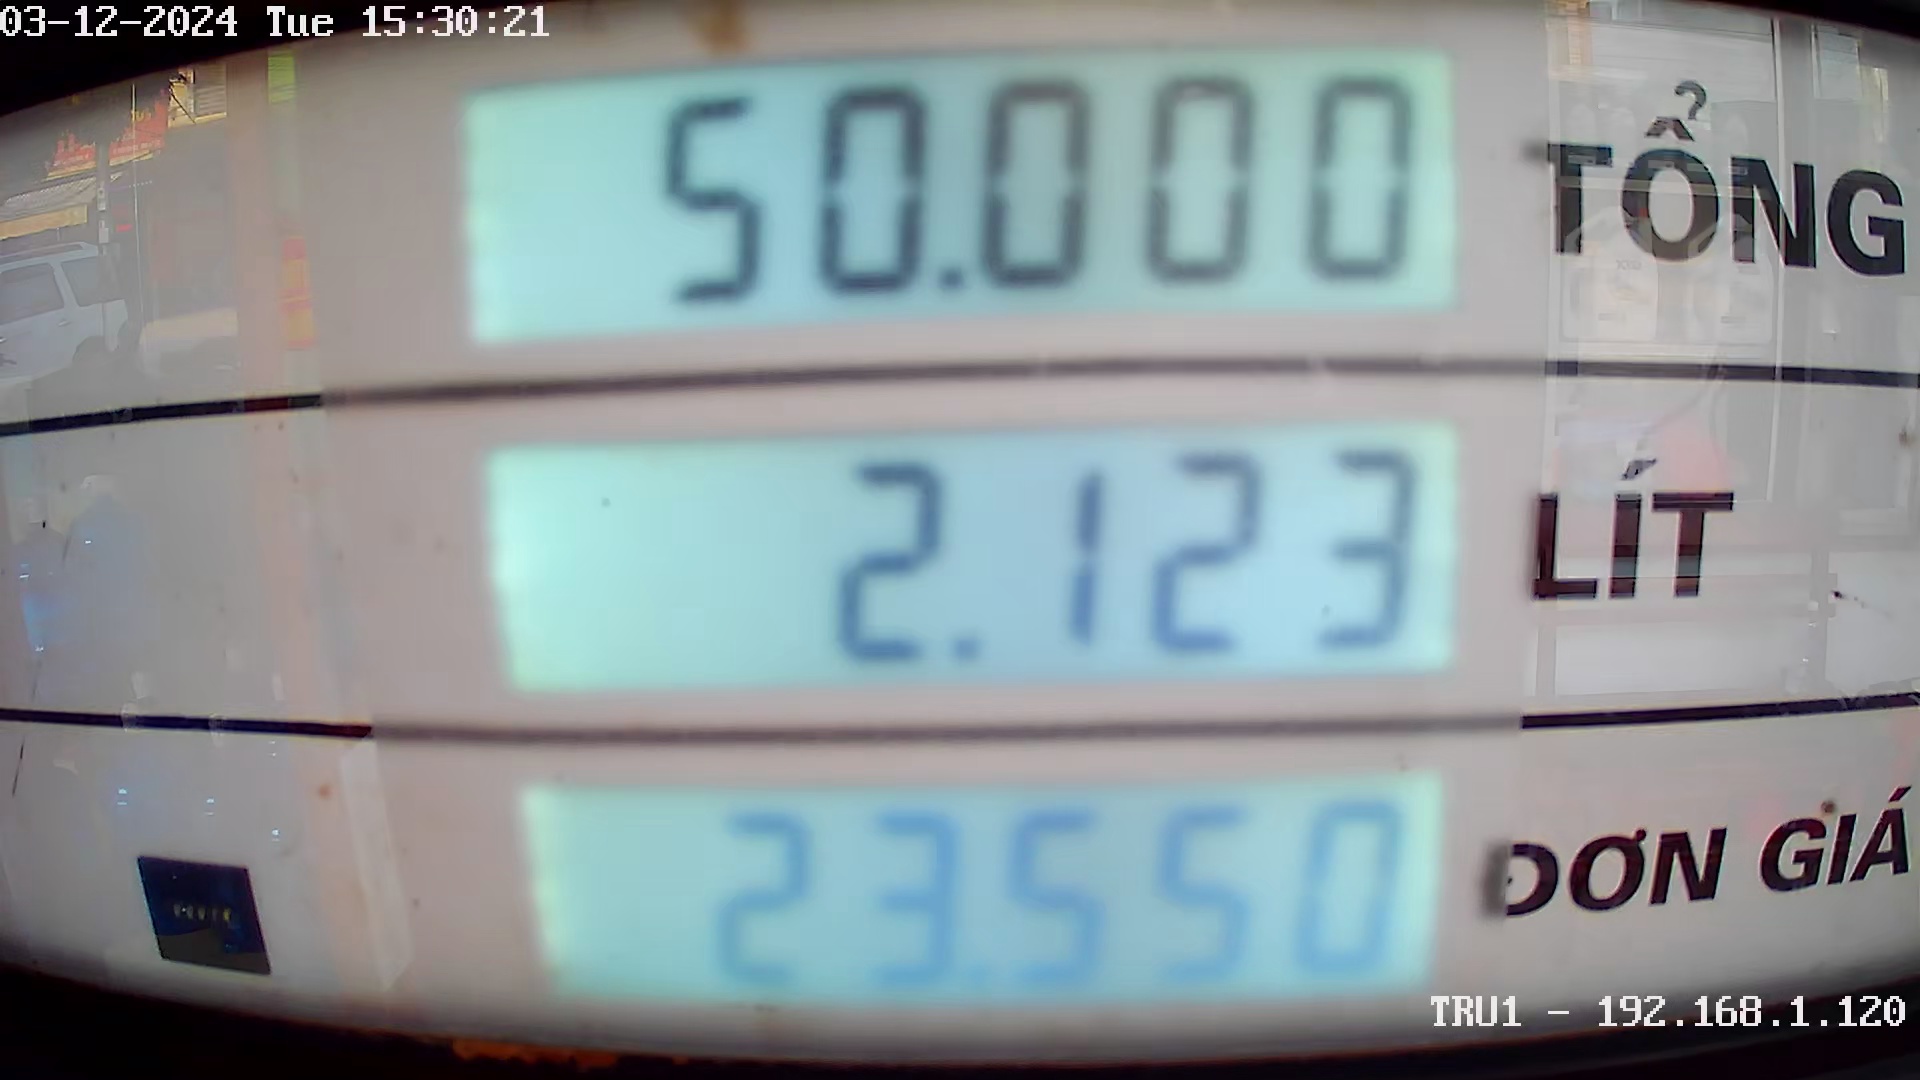 03-12-2024 Tue 15:30:21
50.000 TỔNG
2.123 LÍT
23.550 ĐƠN GIÁ
TRU1 - 192.168.1.120